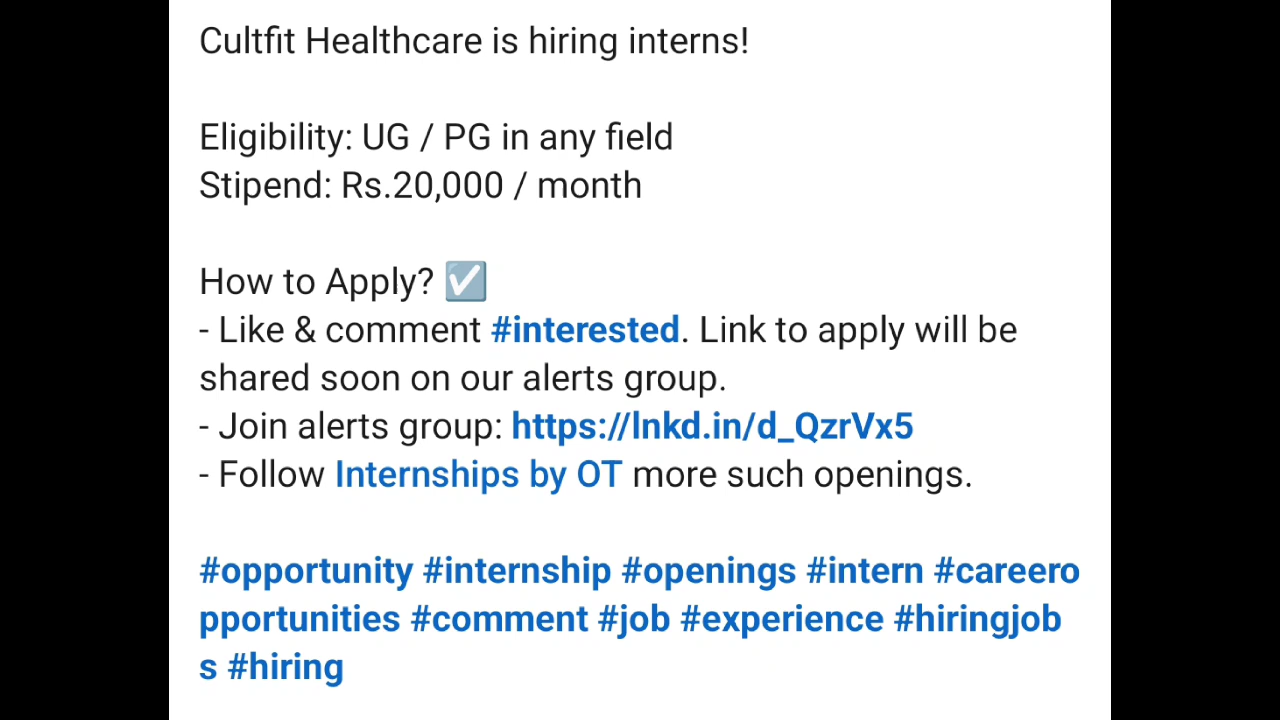 Cultfit Healthcare is hiring interns!
Eligibility: UG / PG in any field
Stipend: Rs.20,000 / month
How to Apply? ☑️
- Like & comment #interested. Link to apply will be
shared soon on our alerts group.
- Join alerts group: https://lnkd.in/d_QzrVx5
- Follow Internships by OT more such openings.
#opportunity #internship #openings #intern #careero
pportunities #comment #job #experience #hiringjob
s #hiring